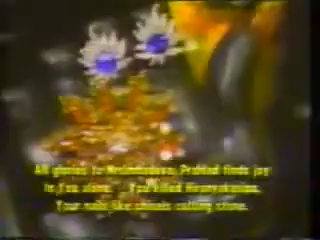 All glories to Prahlad finds joy
in You alone You killed
Your nails like chisels cutting stone.